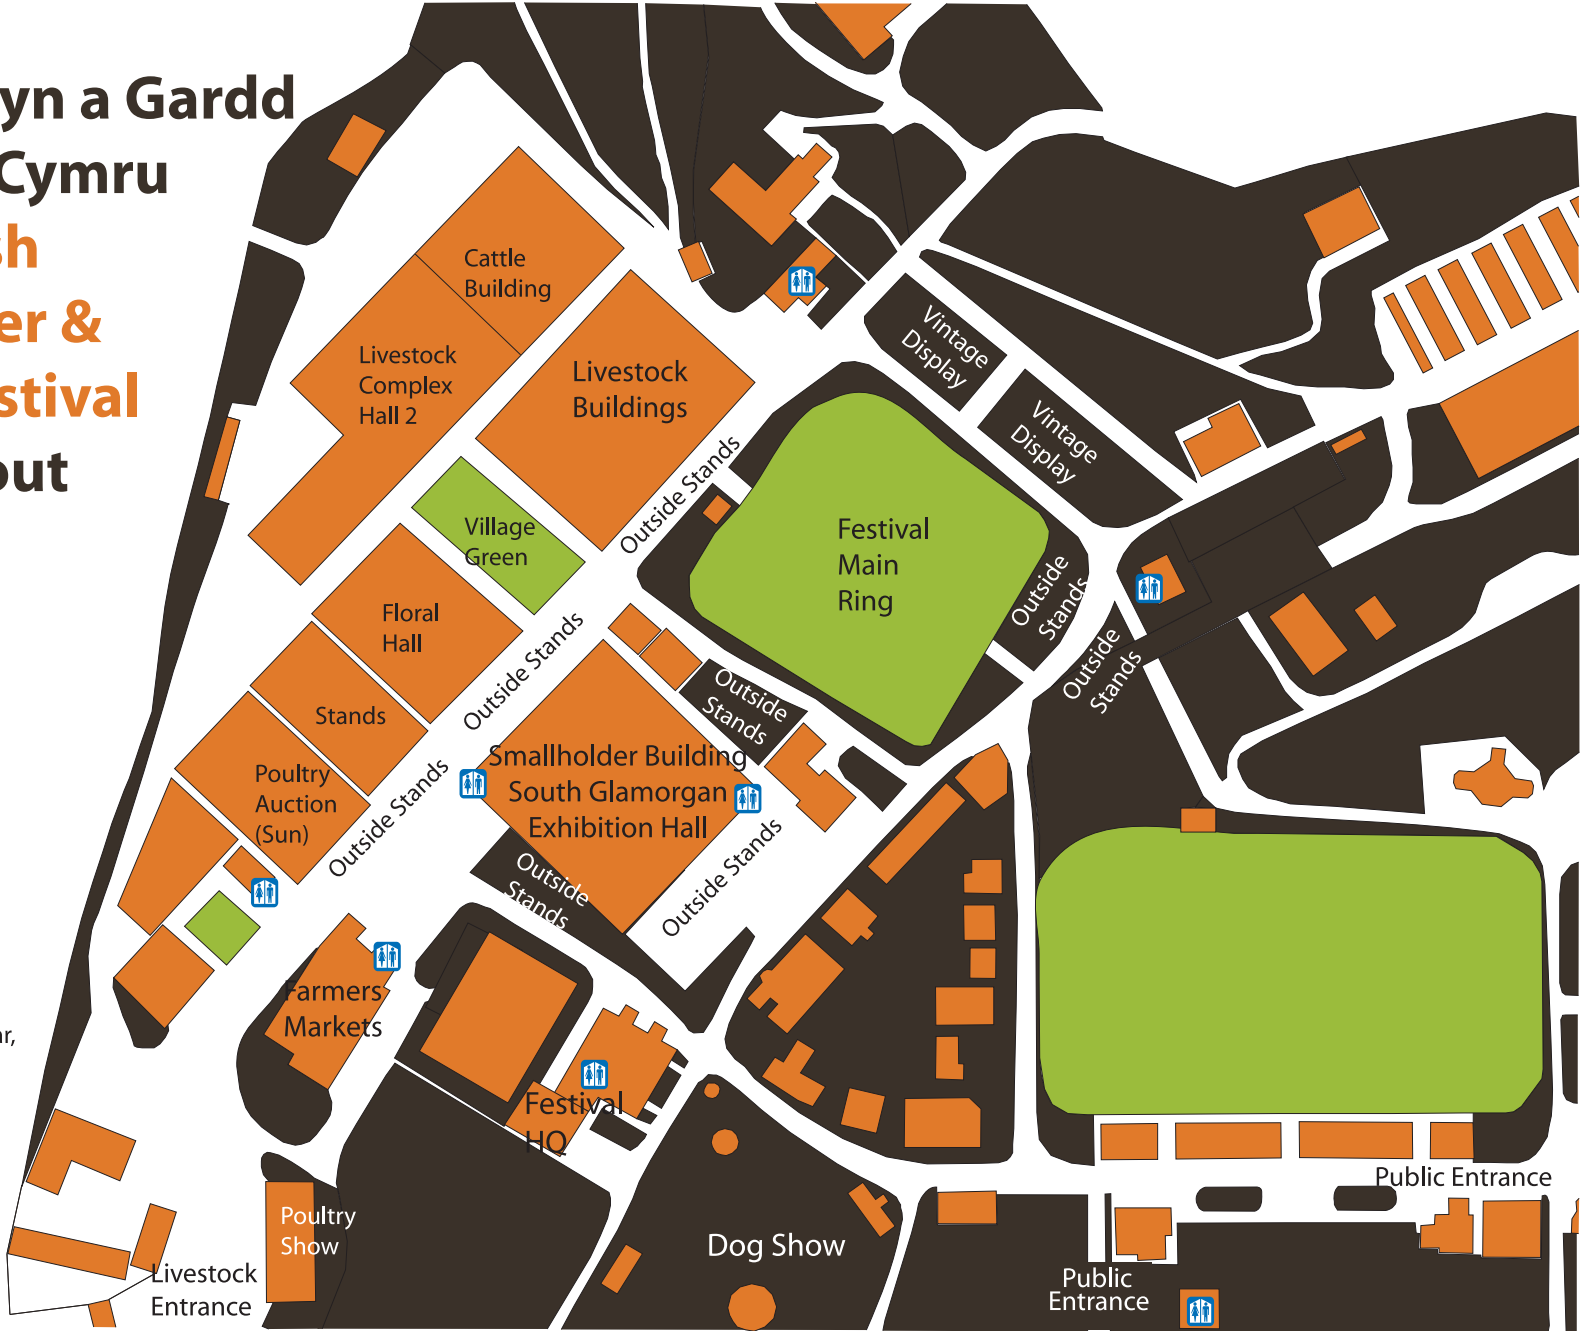 yn a Gardd
Cymru
sh
er &
stival
out
Cattle
Building
Livestock
Complex
Hall 2
Livestock
Buildings
Village
Green
Floral
Hall
Stands
Poultry
Auction
(Sun)
Outside Stands
Outside Stands
Outside Stands
Vintage
Display
Vintage
Display
Festival
Main
Ring
Outside
Stands
Outside
Stands
Outside
Stands
Smallholder Building
South Glamorgan
Exhibition Hall
Outside
Stands
Outside Stands
Farmers
Markets
Festival
HQ
Poultry
Show
Livestock
Entrance
Dog Show
Public
Entrance
Public Entrance